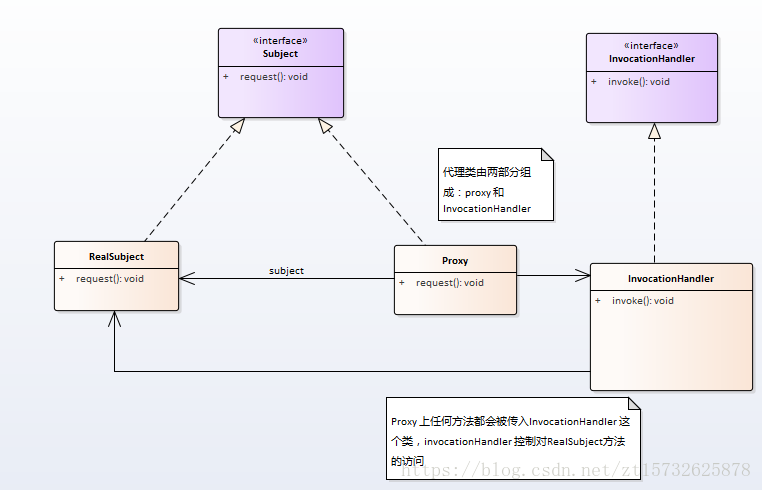 «interface»
Subject
+ request(): void
«interface»
InvocationHandler
+ invoke(): void
代理类由两部分组
成：proxy 和
InvocationHandler
RealSubject
+ request(): void
subject
Proxy
+ request(): void
InvocationHandler
+ invoke(): void
Proxy 上任何方法都会被传入InvocationHandler 这
个类，invocationHandler 控制对RealSubject方法
的访问
https://blog.csdn.net/zt15732625878